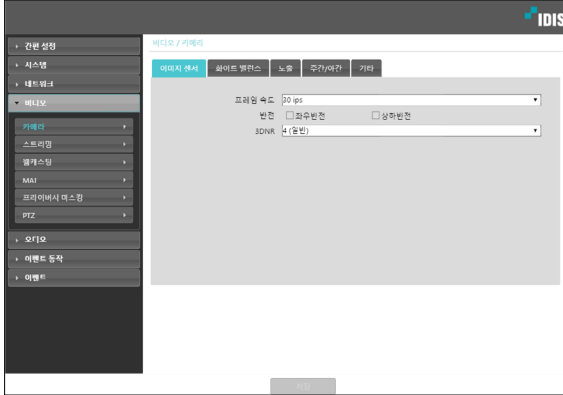 IDIS
비디오 / 카메라
간편 설정
시스템
네트워크
비디오
카메라
스트리밍
웹캐스팅
MAT
프라이버시 마스킹
PTZ
오디오
이벤트 동작
이벤트
이미지 센서
화이트 밸런스
노출
주간/야간
기타
프레임 속도 30 ips
반전 좌우반전 상하반전
3DNR 4 (일반)
저장